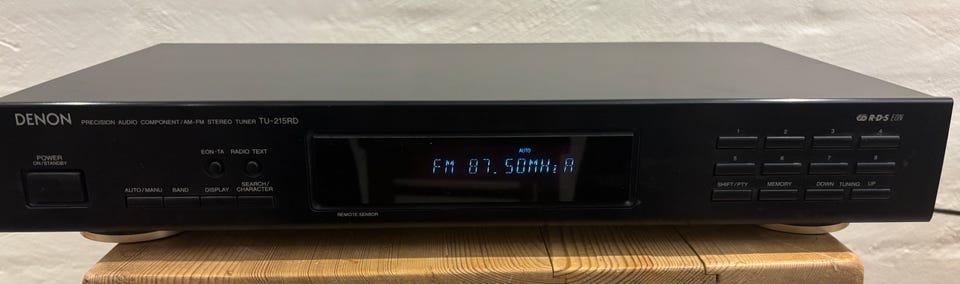 DENON PRECISION AUDIO COMPONENT/AM-FM STEREO TUNER TU-215RD
R·D·S EON
POWER
ON/STANDBY
EON·TA RADIO TEXT
AUTO/MANU BAND DISPLAY SEARCH/CHARACTER
AUTO
FM 87.50MHz A
REMOTE SENSOR
1 2 3 4
5 6 7 8
SHIFT/PTY MEMORY DOWN TUNING UP